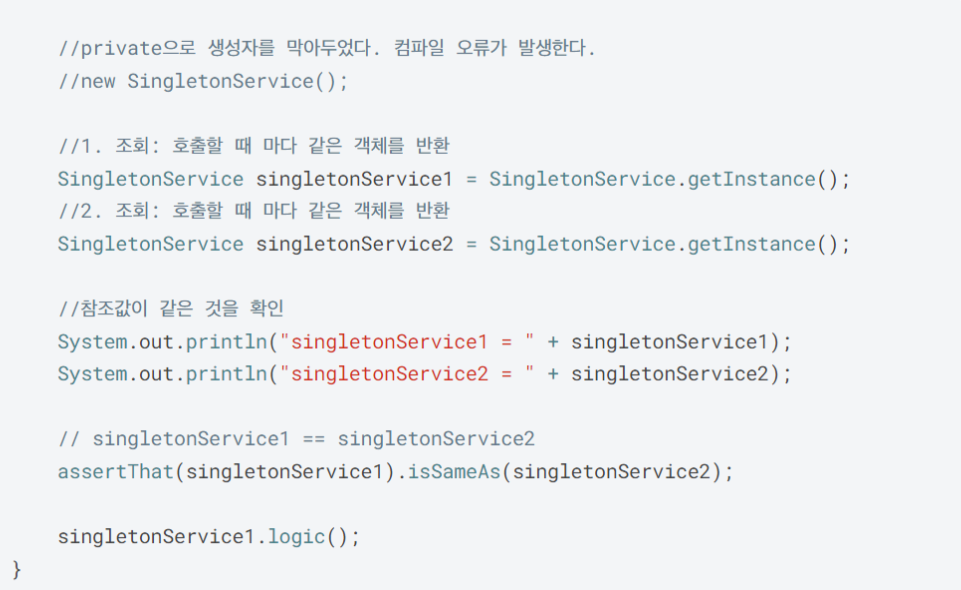 //private으로 생성자를 막아두었다. 컴파일 오류가 발생한다.
//new SingletonService();
//1. 조회: 호출할 때 마다 같은 객체를 반환
SingletonService singletonService1 = SingletonService.getInstance();
//2. 조회: 호출할 때 마다 같은 객체를 반환
SingletonService singletonService2 = SingletonService.getInstance();
//참조값이 같은 것을 확인
System.out.println("singletonService1 = " + singletonService1);
System.out.println("singletonService2 = " + singletonService2);
// singletonService1 == singletonService2
assertThat(singletonService1).isSameAs(singletonService2);
singletonService1.logic();
}